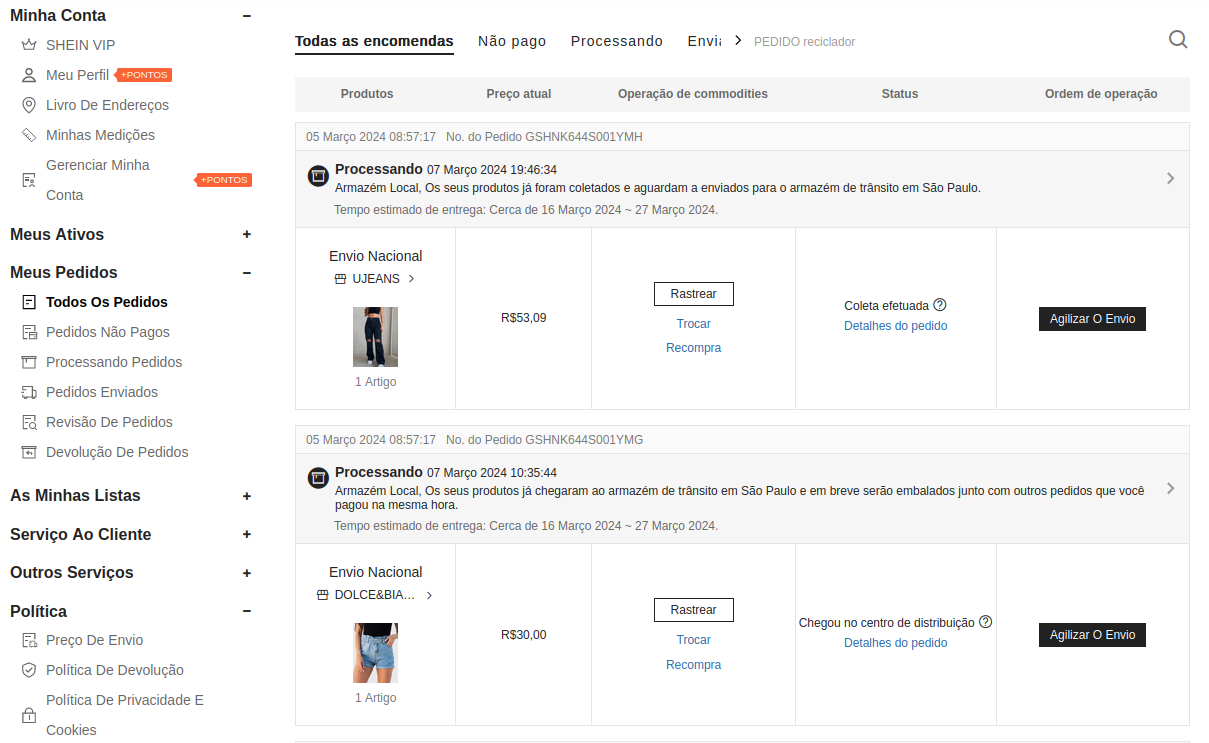 Minha Conta –
SHEIN VIP
Meu Perfil +PONTOS
Livro De Endereços
Minhas Medições
Gerenciar Minha
Conta +PONTOS
Meus Ativos +
Meus Pedidos –
Todos Os Pedidos
Pedidos Não Pagos
Processando Pedidos
Pedidos Enviados
Revisão De Pedidos
Devolução De Pedidos
As Minhas Listas +
Serviço Ao Cliente +
Outros Serviços +
Política –
Preço De Envio
Política De Devolução
Política De Privacidade E
Cookies
Todas as encomendas Não pago Processando Envia > PEDIDO reciclador
Produtos Preço atual Operação de commodities Status Ordem de operação
05 Março 2024 08:57:17 No. do Pedido GSHNK644S001YMH
Processando 07 Março 2024 19:46:34
Armazém Local, Os seus produtos já foram coletados e aguardam a enviados para o armazém de trânsito em São Paulo.
Tempo estimado de entrega: Cerca de 16 Março 2024 ~ 27 Março 2024.
Envio Nacional
UJEANS >
1 Artigo
R$53,09
Rastrear
Trocar
Recompra
Coleta efetuada ?
Detalhes do pedido
Agilizar O Envio
05 Março 2024 08:57:17 No. do Pedido GSHNK644S001YMG
Processando 07 Março 2024 10:35:44
Armazém Local, Os seus produtos já chegaram ao armazém de trânsito em São Paulo e em breve serão embalados junto com outros pedidos que você
pagou na mesma hora.
Tempo estimado de entrega: Cerca de 16 Março 2024 ~ 27 Março 2024.
Envio Nacional
DOLCE&BIA... >
1 Artigo
R$30,00
Rastrear
Trocar
Recompra
Chegou no centro de distribuição ?
Detalhes do pedido
Agilizar O Envio